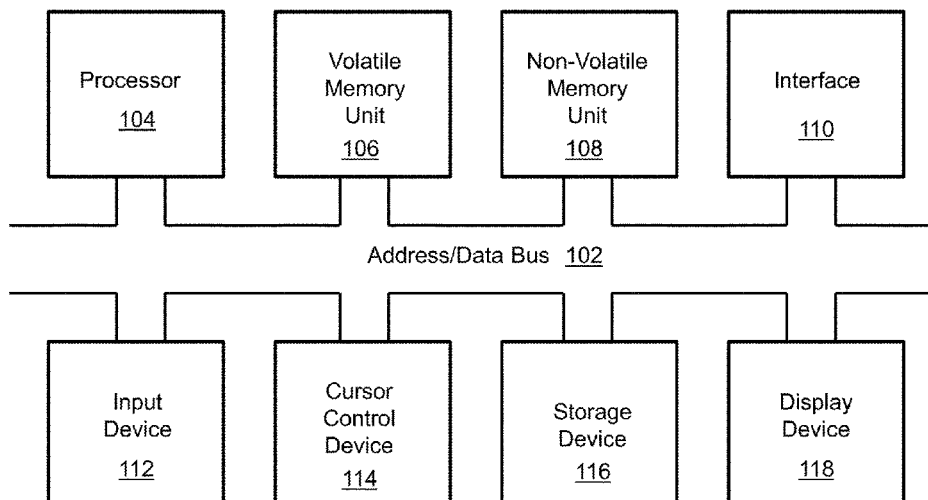 Processor
104
Volatile
Memory
Unit
106
Non-Volatile
Memory
Unit
108
Interface
110
Address/Data Bus 102
Input
Device
112
Cursor
Control
Device
114
Storage
Device
116
Display
Device
118